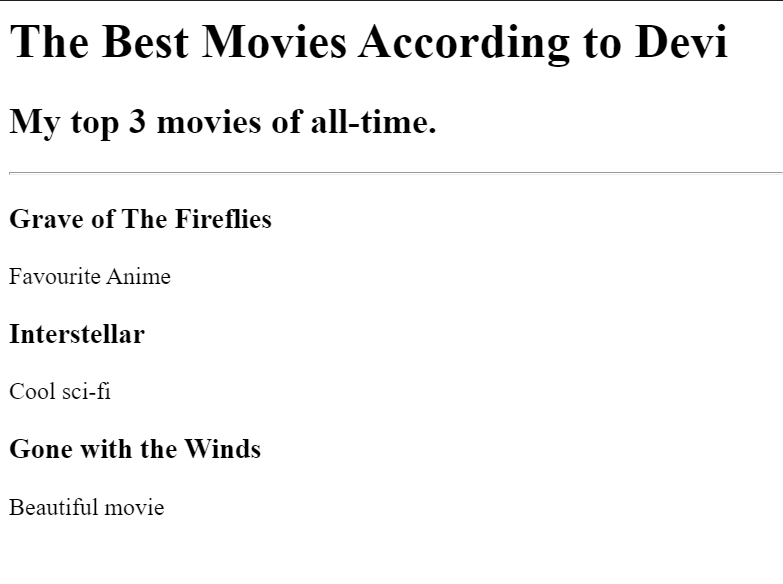 The Best Movies According to Devi
My top 3 movies of all-time.
Grave of The Fireflies
Favourite Anime
Interstellar
Cool sci-fi
Gone with the Winds
Beautiful movie